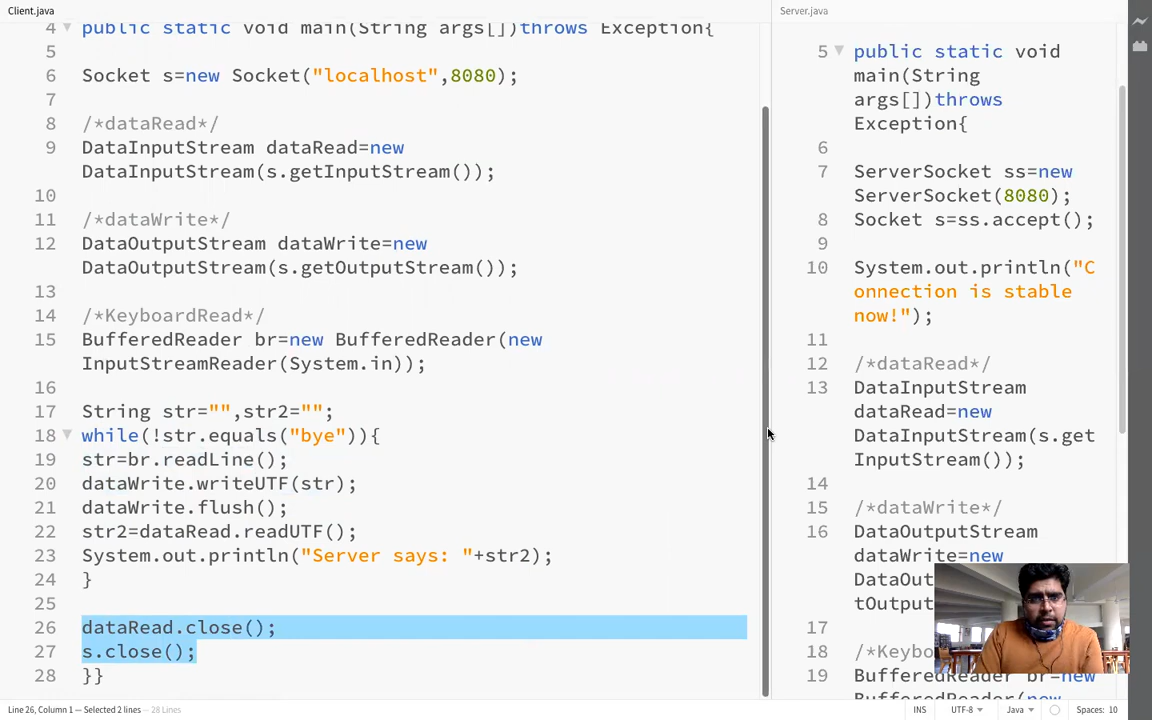 Client.java
4 public static void main(String args[])throws Exception{
5
6 Socket s=new Socket("localhost",8080);
7
8 /*dataRead*/
9 DataInputStream dataRead=new
DataInputStream(s.getInputStream());
10
11 /*dataWrite*/
12 DataOutputStream dataWrite=new
DataOutputStream(s.getOutputStream());
13
14 /*KeyboardRead*/
15 BufferedReader br=new BufferedReader(new
InputStreamReader(System.in));
16
17 String str="",str2="";
18 while(!str.equals("bye")){
19 str=br.readLine();
20 dataWrite.writeUTF(str);
21 dataWrite.flush();
22 str2=dataRead.readUTF();
23 System.out.println("Server says: "+str2);
24 }
25
26 dataRead.close();
27 s.close();
28 }}
Server.java
5 public static void
main(String
args[])throws
Exception{
6
7 ServerSocket ss=new
ServerSocket(8080);
8 Socket s=ss.accept();
9
10 System.out.println("C
onnection is stable
now!");
11
12 /*dataRead*/
13 DataInputStream
dataRead=new
DataInputStream(s.get
InputStream());
14
15 /*dataWrite*/
16 DataOutputStream
dataWrite=new
DataOut
tOutput
17
18 /*Keybo
19 BufferedReader br=new
BufferedReader(new
Line 26, Column 1 — Selected 2 lines — 28 Lines
INS UTF-8 Java Spaces: 10